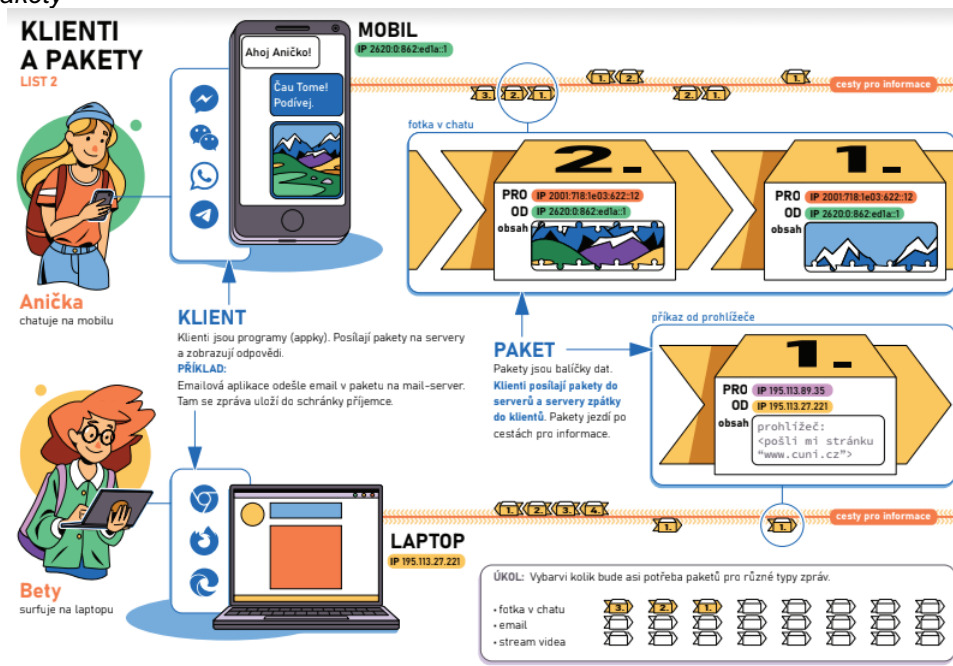 KLIENTI
A PAKETY
LIST 2
MOBIL
IP 2620:0:862:ed1a::1
Ahoj Aničko!
Čau Tome!
Podívej.
3. 2. 1.
1. 2.
2. 1.
1.
cesty pro informace
fotka v chatu
2.
PRO IP 2001:718:1e03:622::12
OD IP 2620:0:862:ed1a::1
obsah
1.
PRO IP 2001:718:1e03:622::12
OD IP 2620:0:862:ed1a::1
obsah
Anička
chatuje na mobilu
KLIENT
Klienti jsou programy (appky). Posílají pakety na servery
a zobrazují odpovědi.
PŘÍKLAD:
Emailová aplikace odešle email v paketu na mail-server.
Tam se zpráva uloží do schránky příjemce.
PAKET
Pakety jsou balíčky dat.
Klienti posílají pakety do
serverů a servery zpátky
do klientů. Pakety jezdí po
cestách pro informace.
příkaz od prohlížeče
1.
PRO IP 195.113.89.35
OD IP 195.113.27.221
obsah
prohlížeč:
<pošli mi stránku
"www.cuni.cz">
Bety
surfuje na laptopu
LAPTOP
IP 195.113.27.221
1. 2. 3. 4.
1.
1.
cesty pro informace
ÚKOL: Vybarvi kolik bude asi potřeba paketů pro různé typy zpráv.
• fotka v chatu 3. 2. 1.
• email
• stream videa